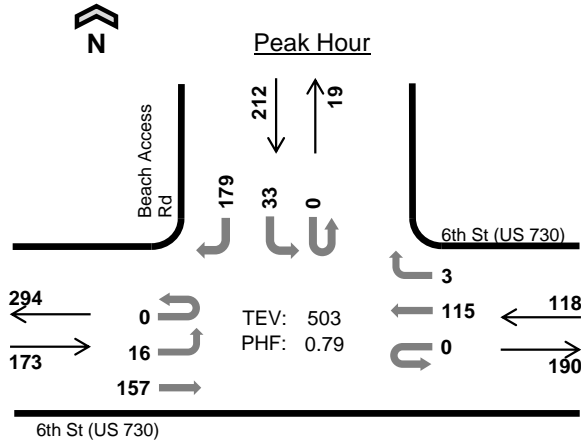 N
Peak Hour
212
19
Beach Access
Rd
179
33
0
6th St (US 730)
294
0
TEV: 503
3
115
118
173
16
PHF: 0.79
0
190
157
6th St (US 730)